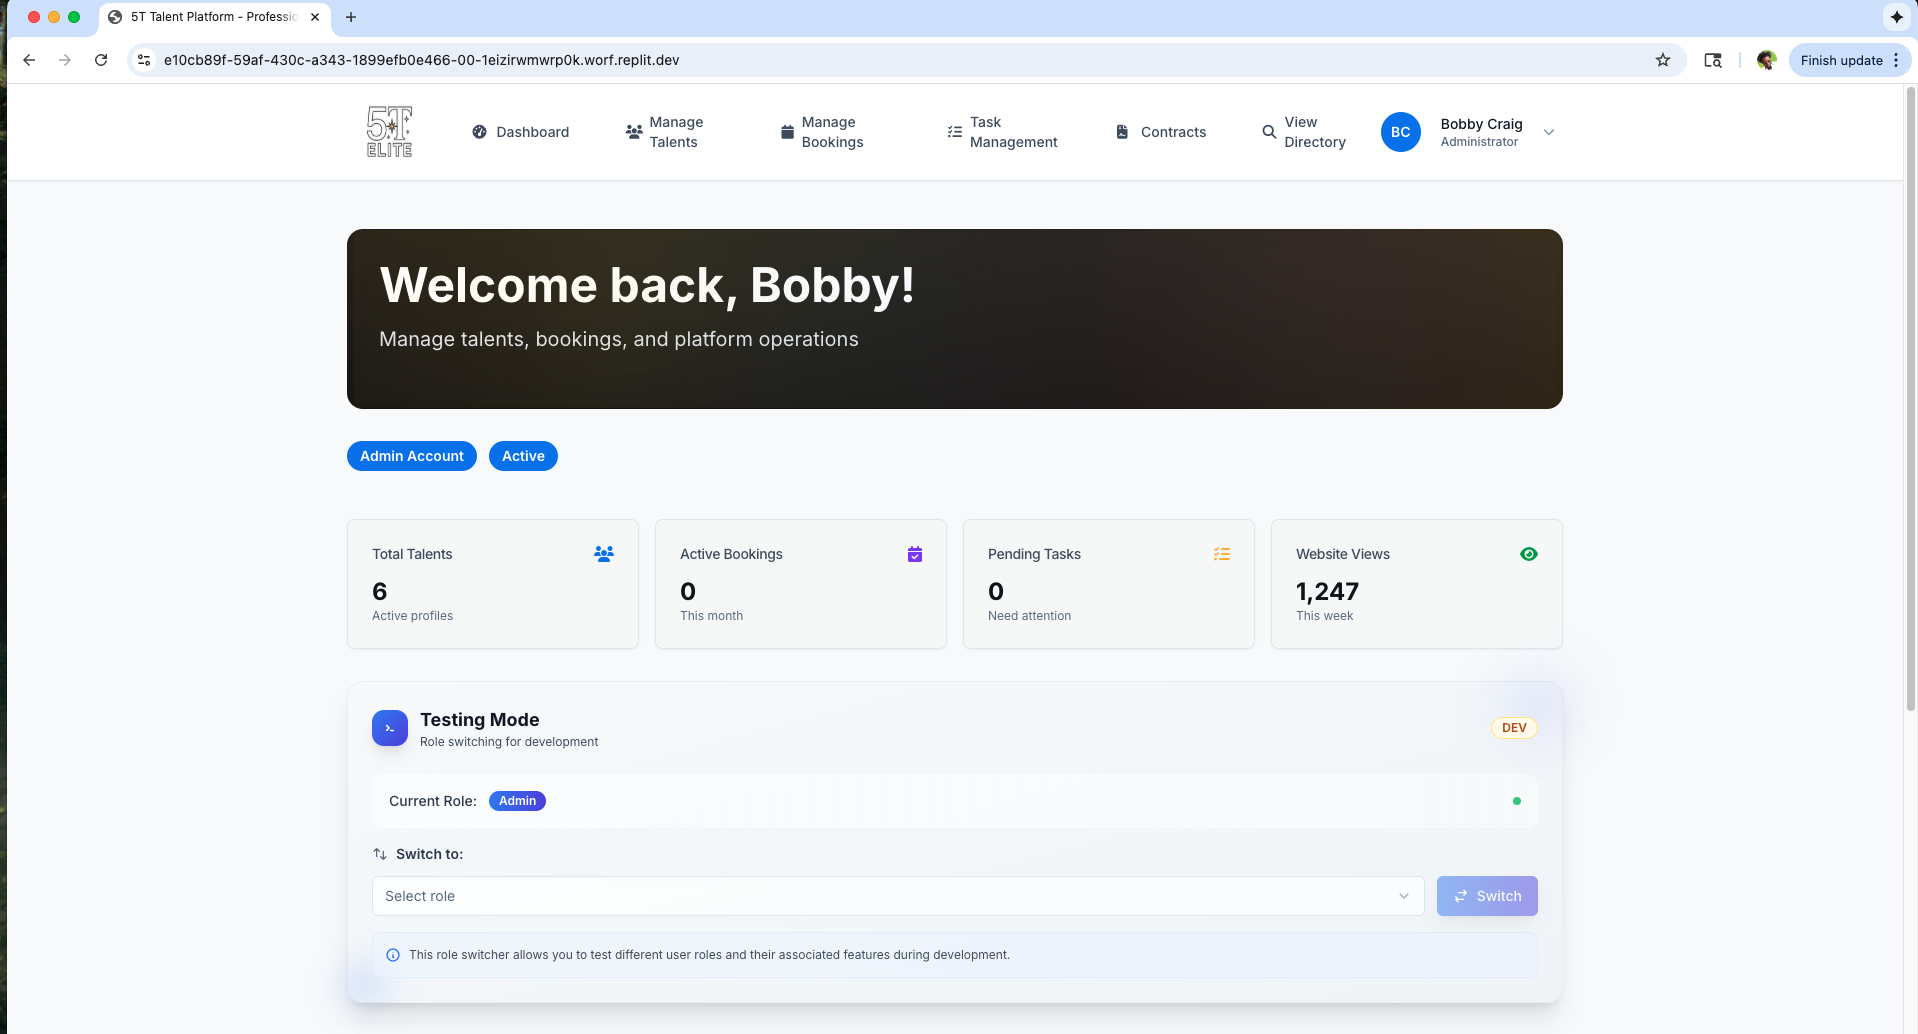 5T Talent Platform - Professio
e10cb89f-59af-430c-a343-1899efb0e466-00-1eizirwmwrp0k.worf.replit.dev
Finish update
5T
ELITE
Dashboard
Manage
Talents
Manage
Bookings
Task
Management
Contracts
View
Directory
BC
Bobby Craig
Administrator
Welcome back, Bobby!
Manage talents, bookings, and platform operations
Admin Account
Active
Total Talents
6
Active profiles
Active Bookings
0
This month
Pending Tasks
0
Need attention
Website Views
1,247
This week
Testing Mode
Role switching for development
DEV
Current Role:
Admin
Switch to:
Select role
Switch
This role switcher allows you to test different user roles and their associated features during development.